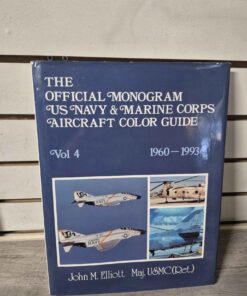 THE
OFFICIAL MONOGRAM
US NAVY & MARINE CORPS
AIRCRAFT COLOR GUIDE
Vol 4 1960–1993
John M. Elliott Maj. USMC (Ret.)